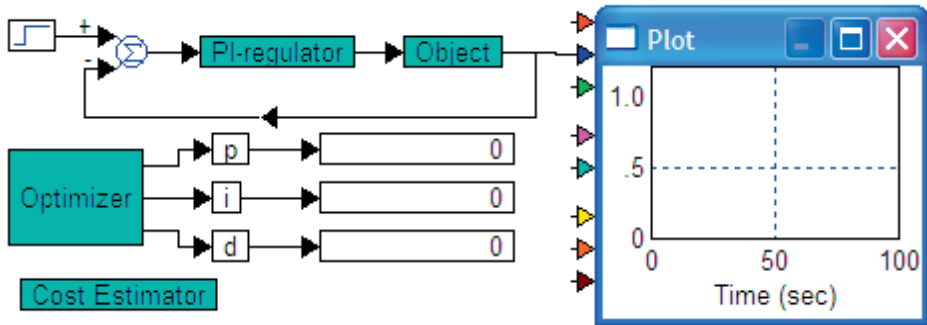 +
-
Σ
PI-regulator
Object
Plot
1.0
.5
0
0 50 100
Time (sec)
Optimizer
p 0
i 0
d 0
Cost Estimator